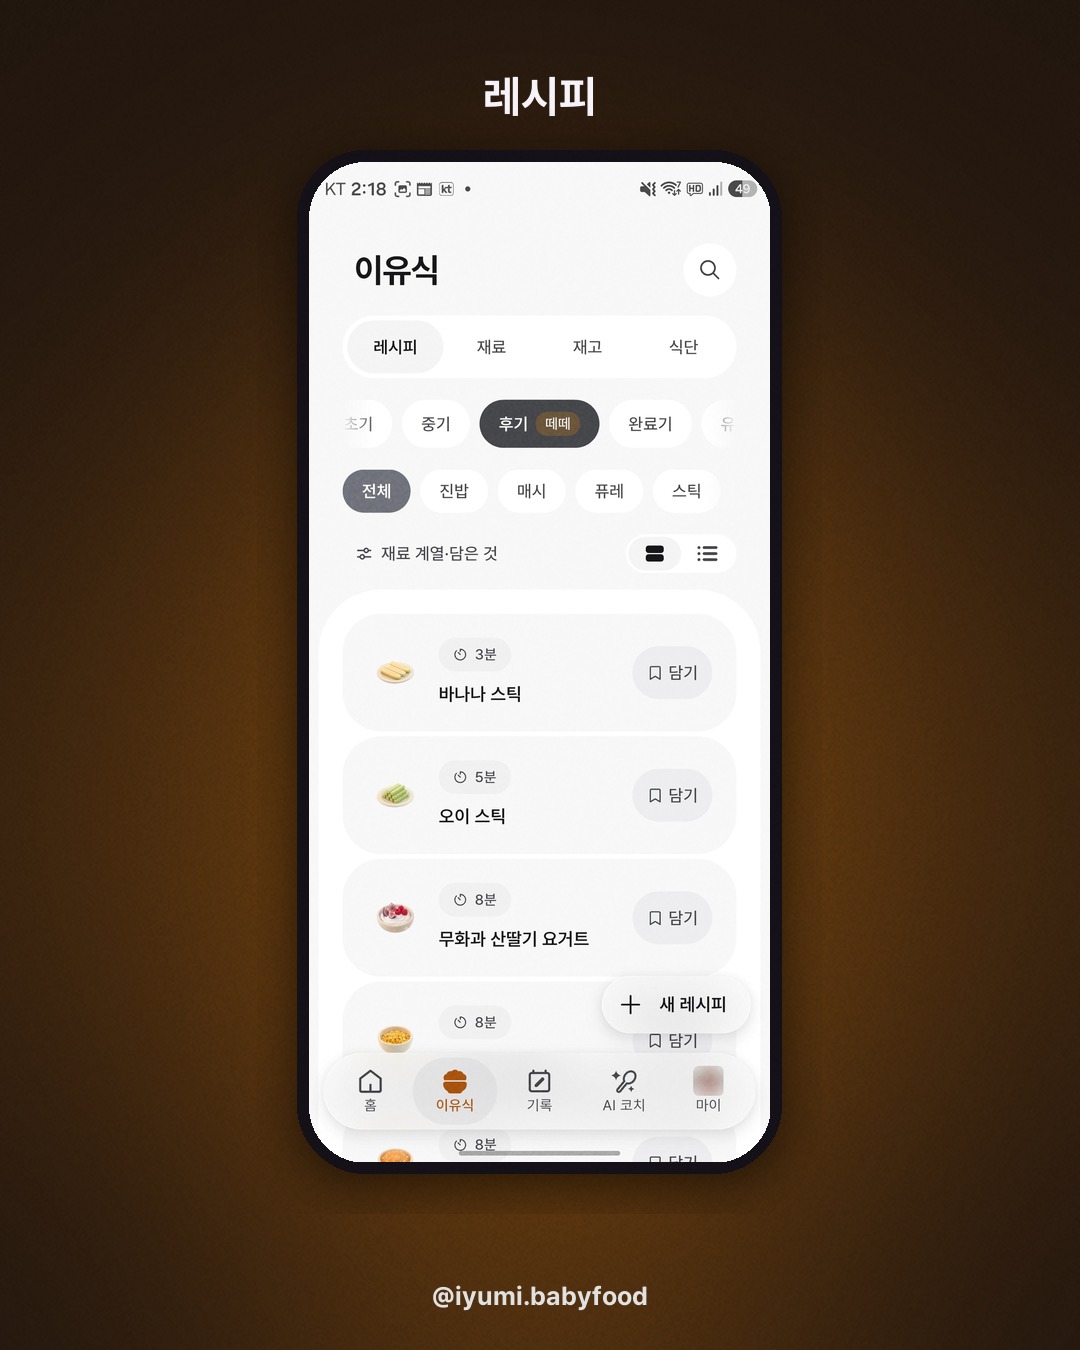 레시피
KT 2:18 kt HD 49
이유식
레시피 재료 재고 식단
초기 중기 후기 떼떼 완료기
전체 진밥 매시 퓨레 스틱
재료 계열·담은 것
3분
바나나 스틱
담기
5분
오이 스틱
담기
8분
무화과 산딸기 요거트
담기
8분
새 레시피
담기
홈 이유식 기록 AI 코치 마이
8분
담기
@iyumi.babyfood